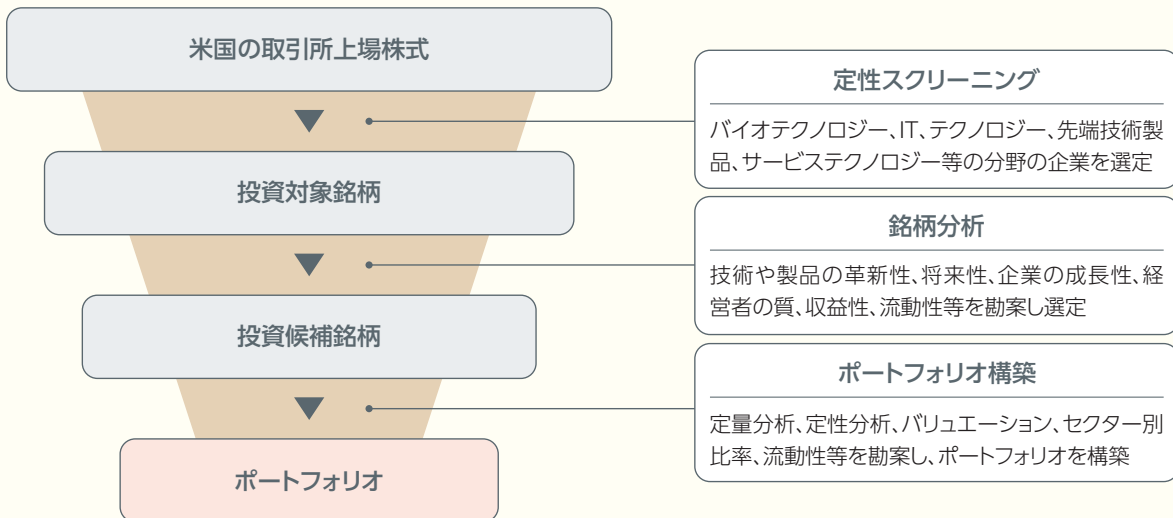 米国の取引所上場株式
定性スクリーニング
バイオテクノロジー、IT、テクノロジー、先端技術製
品、サービステクノロジー等の分野の企業を選定
投資対象銘柄
銘柄分析
技術や製品の革新性、将来性、企業の成長性、経
営者の質、収益性、流動性等を勘案し選定
投資候補銘柄
ポートフォリオ構築
定量分析、定性分析、バリュエーション、セクター別
比率、流動性等を勘案し、ポートフォリオを構築
ポートフォリオ